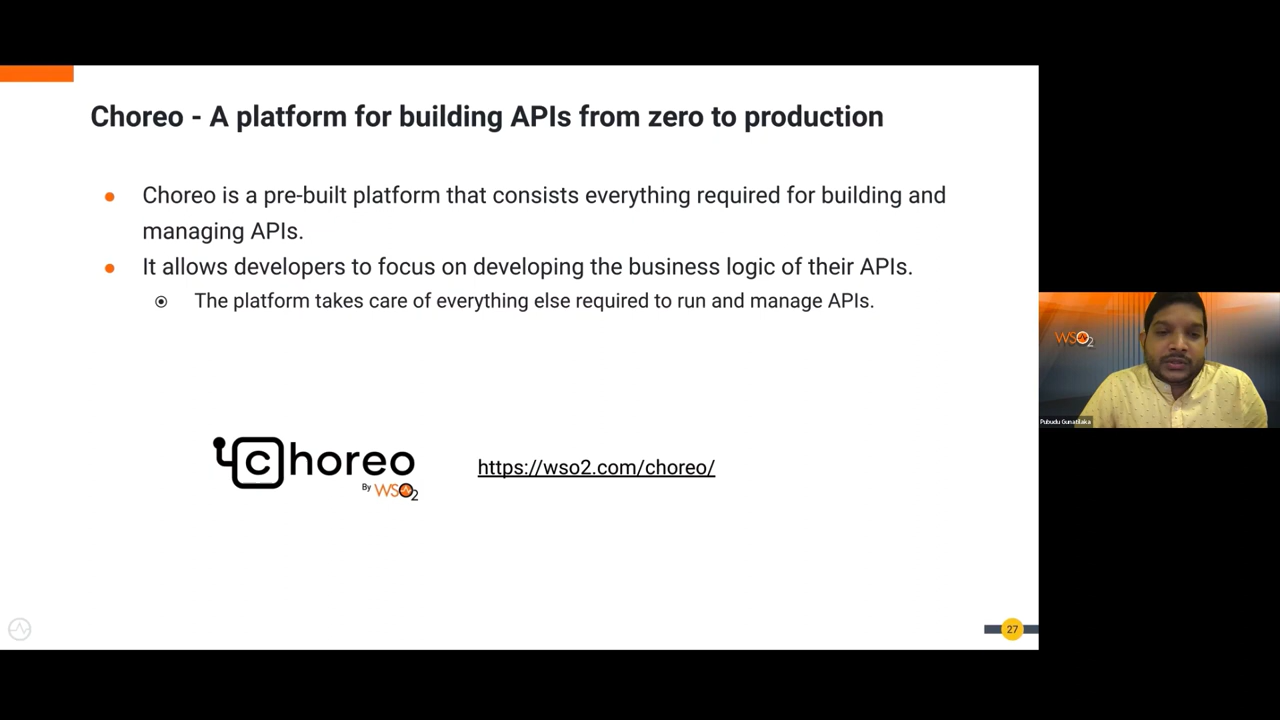 Choreo - A platform for building APIs from zero to production
Choreo is a pre-built platform that consists everything required for building and
managing APIs.
It allows developers to focus on developing the business logic of their APIs.
The platform takes care of everything else required to run and manage APIs.
choreo
By WSO2
https://wso2.com/choreo/
27
WSO2
Pubudu Gunatilaka